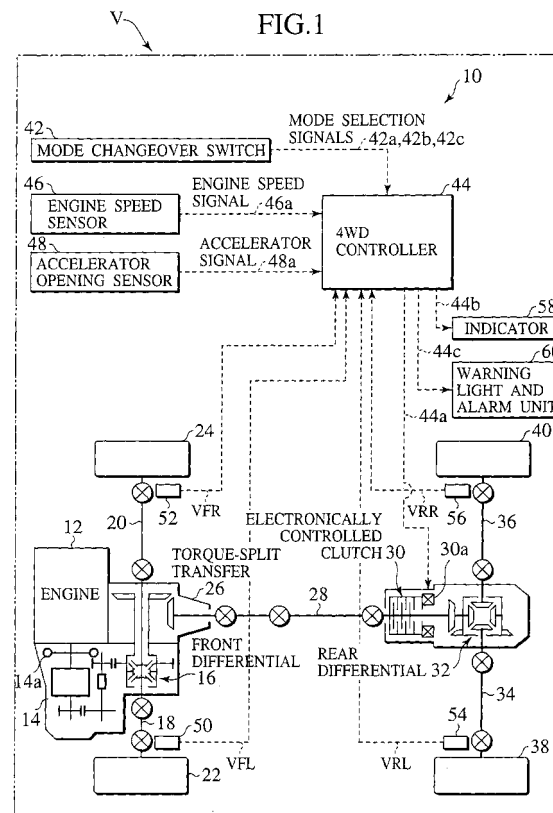 V
FIG.1
10
42
MODE CHANGEOVER SWITCH
MODE SELECTION
SIGNALS
42a,42b,42c
46
ENGINE SPEED
SENSOR
ENGINE SPEED
SIGNAL
46a
44
4WD
CONTROLLER
48
ACCELERATOR
OPENING SENSOR
ACCELERATOR
SIGNAL
48a
44b
58
INDICATOR
44c
60
WARNING
LIGHT AND
ALARM UNIT
44a
24
40
52
VFR
VRR
56
20
36
12
ENGINE
TORQUE-SPLIT
TRANSFER
26
ELECTRONICALLY
CONTROLLED
CLUTCH
30
30a
28
FRONT
DIFFERENTIAL
16
REAR
DIFFERENTIAL
32
14a
14
34
18
50
54
VFL
VRL
22
38